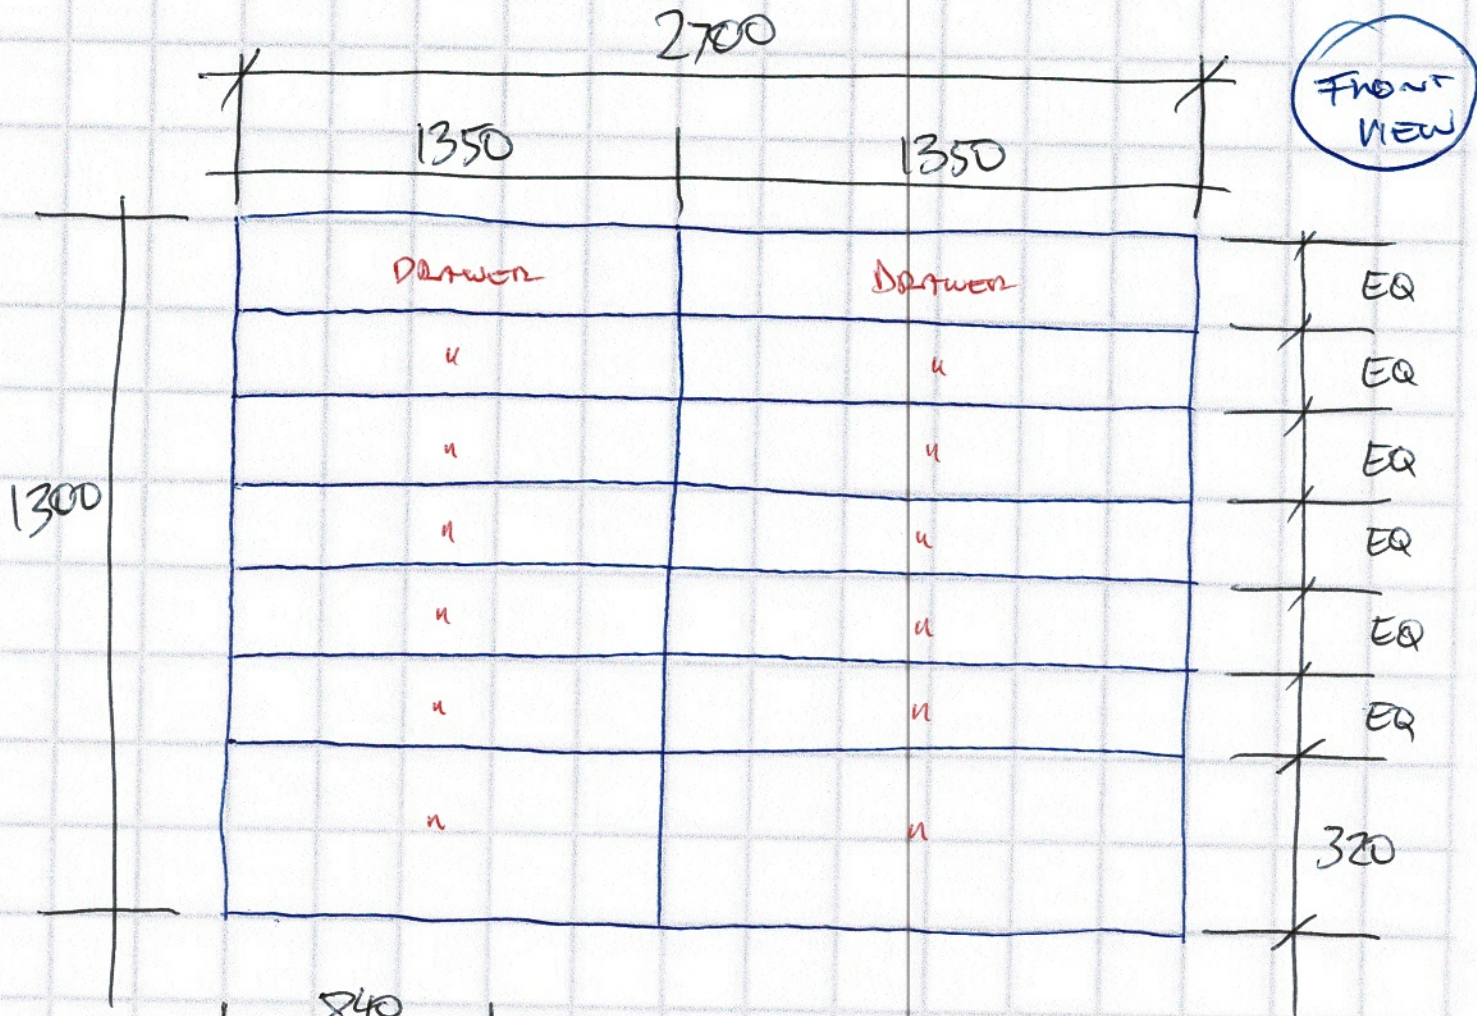 2700
FRONT
VIEW
1350 1350
DRAWER DRAWER EQ
" " EQ
" " EQ
1300 " " EQ
" " EQ
" " EQ
" " 320
840